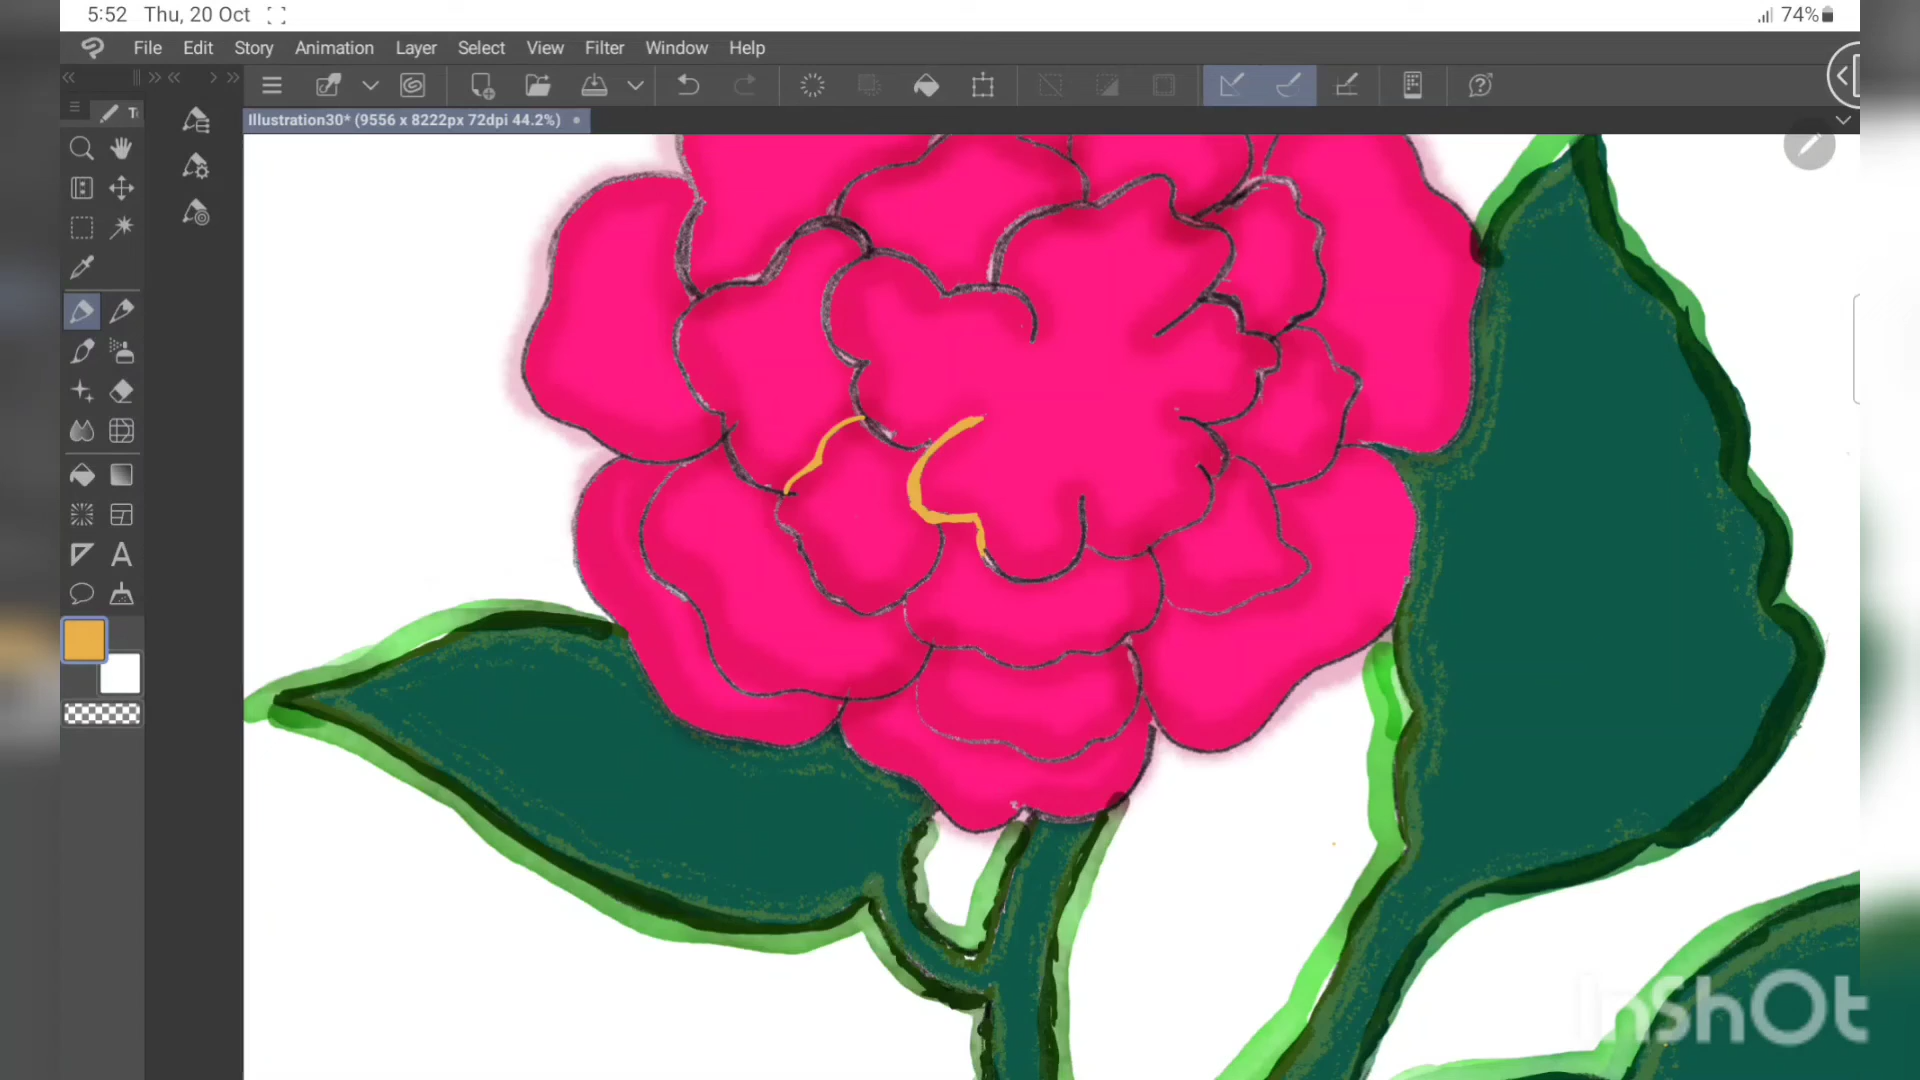 5:52 Thu, 20 Oct 74%
File Edit Story Animation Layer Select View Filter Window Help
Illustration30* (9556 x 8222px 72dpi 44.2%)
T
A
InShOt